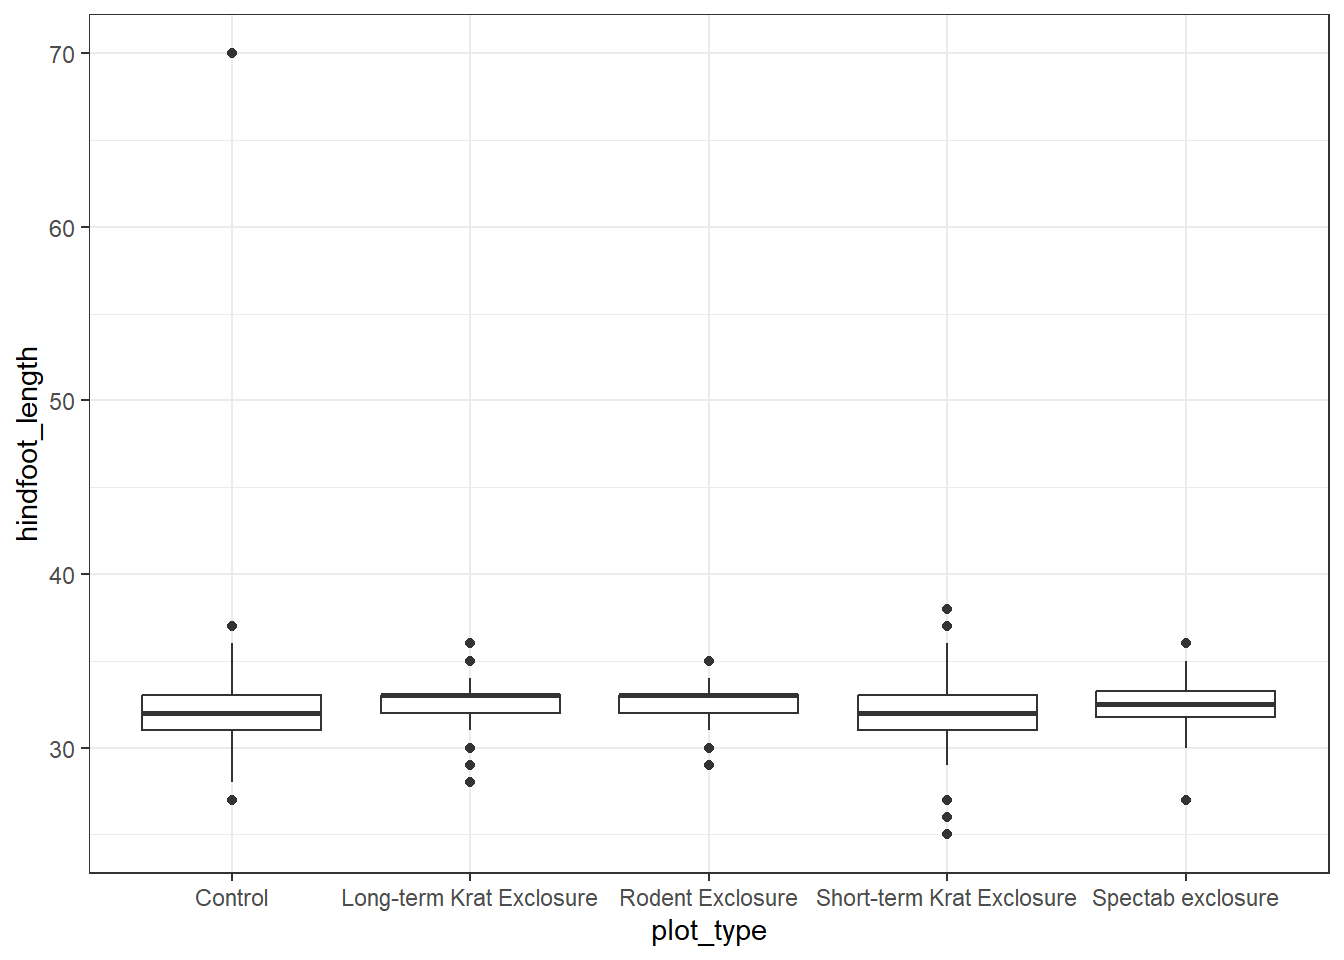 70
60
50
40
30
hindfoot_length
Control
Long-term Krat Exclosure
Rodent Exclosure
Short-term Krat Exclosure
Spectab exclosure
plot_type